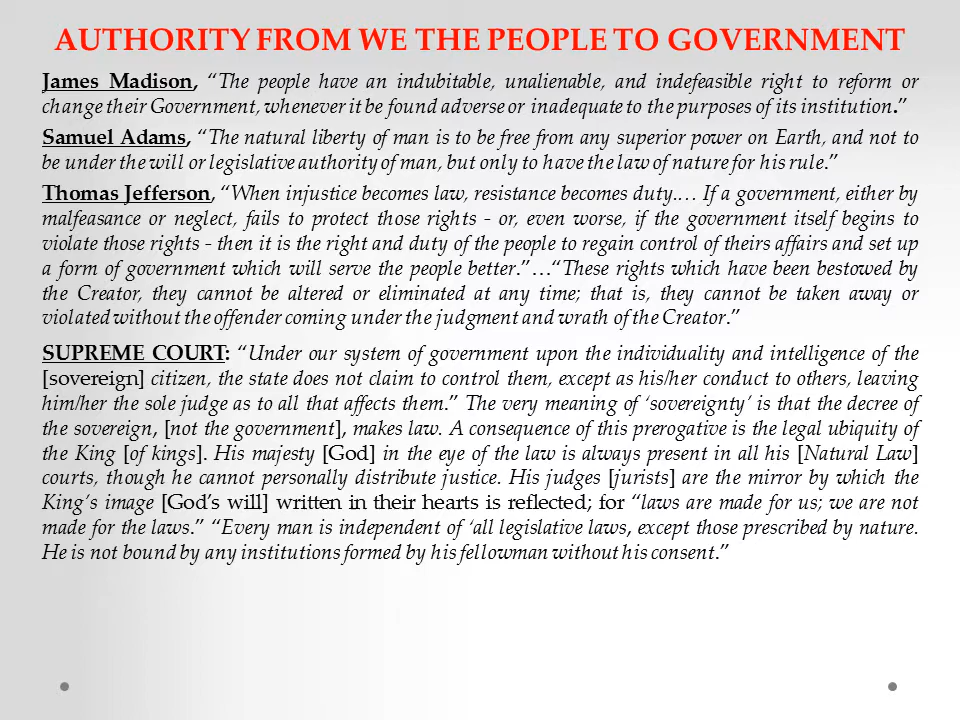 AUTHORITY FROM WE THE PEOPLE TO GOVERNMENT
James Madison, “The people have an indubitable, unalienable, and indefeasible right to reform or
change their Government, whenever it be found adverse or inadequate to the purposes of its institution.”
Samuel Adams, “The natural liberty of man is to be free from any superior power on Earth, and not to
be under the will or legislative authority of man, but only to have the law of nature for his rule.”
Thomas Jefferson, “When injustice becomes law, resistance becomes duty.… If a government, either by
malfeasance or neglect, fails to protect those rights - or, even worse, if the government itself begins to
violate those rights - then it is the right and duty of the people to regain control of theirs affairs and set up
a form of government which will serve the people better.”…“These rights which have been bestowed by
the Creator, they cannot be altered or eliminated at any time; that is, they cannot be taken away or
violated without the offender coming under the judgment and wrath of the Creator.”
SUPREME COURT: “Under our system of government upon the individuality and intelligence of the
[sovereign] citizen, the state does not claim to control them, except as his/her conduct to others, leaving
him/her the sole judge as to all that affects them.” The very meaning of ‘sovereignty’ is that the decree of
the sovereign, [not the government], makes law. A consequence of this prerogative is the legal ubiquity of
the King [of kings]. His majesty [God] in the eye of the law is always present in all his [Natural Law]
courts, though he cannot personally distribute justice. His judges [jurists] are the mirror by which the
King’s image [God’s will] written in their hearts is reflected; for “laws are made for us; we are not
made for the laws.” “Every man is independent of ‘all legislative laws, except those prescribed by nature.
He is not bound by any institutions formed by his fellowman without his consent.”